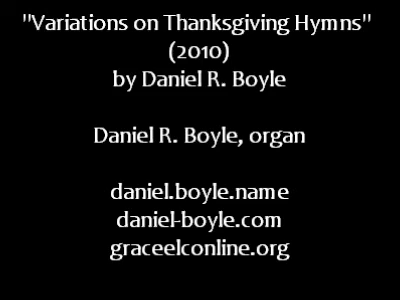 "Variations on Thanksgiving Hymns"
(2010)
by Daniel R. Boyle
Daniel R. Boyle, organ
daniel.boyle.name
daniel-boyle.com
graceelconline.org